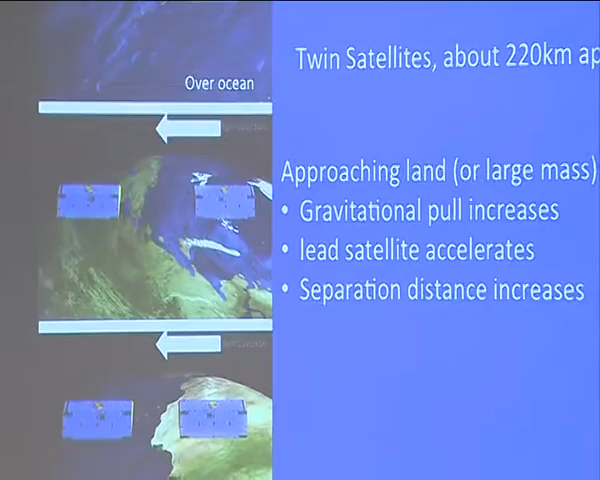 Over ocean
Twin Satellites, about 220km ap
Approaching land (or large mass)
• Gravitational pull increases
• lead satellite accelerates
• Separation distance increases